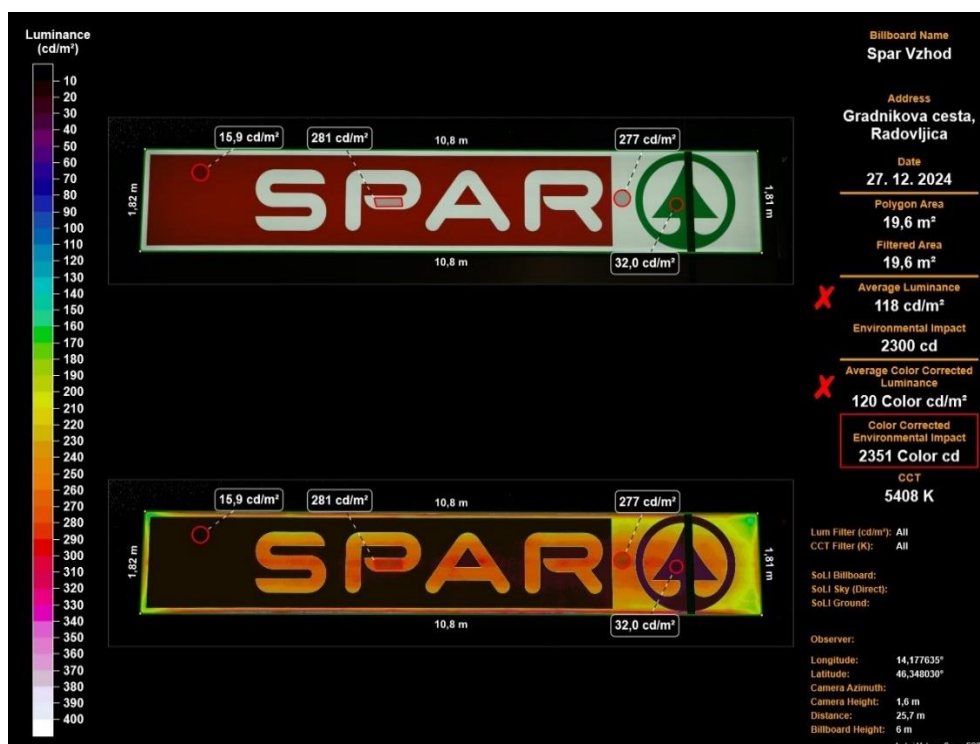 Luminance
(cd/m²)
10
20
30
40
50
60
70
80
90
100
110
120
130
140
150
160
170
180
190
200
210
220
230
240
250
260
270
280
290
300
310
320
330
340
350
360
370
380
390
400
15,9 cd/m²
281 cd/m²
10,8 m
277 cd/m²
1,82 m
SPAR
1,81 m
10,8 m
32,0 cd/m²
15,9 cd/m²
281 cd/m²
10,8 m
277 cd/m²
1,82 m
SPAR
1,81 m
10,8 m
32,0 cd/m²
Billboard Name
Spar Vzhod
Address
Gradnikova cesta,
Radovljica
Date
27. 12. 2024
Polygon Area
19,6 m²
Filtered Area
19,6 m²
Average Luminance
118 cd/m²
Environmental Impact
2300 cd
Average Color Corrected
Luminance
120 Color cd/m²
Color Corrected
Environmental Impact
2351 Color cd
CCT
5408 K
Lum Filter (cd/m²): All
CCT Filter (K): All
SoLI Billboard:
SoLI Sky (Direct):
SoLI Ground:
Observer:
Longitude: 14,177635°
Latitude: 46,348030°
Camera Azimuth:
Camera Height: 1,6 m
Distance: 25,7 m
Billboard Height: 6 m